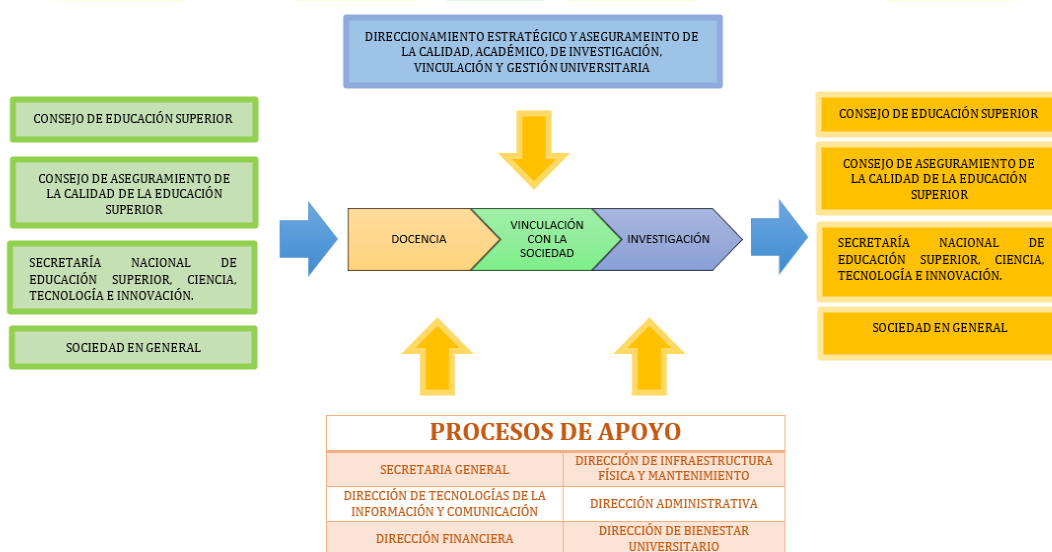 DIRECCIONAMIENTO ESTRATÉGICO Y ASEGURAMEINTO DE
LA CALIDAD, ACADÉMICO, DE INVESTIGACIÓN,
VINCULACIÓN Y GESTIÓN UNIVERSITARIA
CONSEJO DE EDUCACIÓN SUPERIOR
CONSEJO DE ASEGURAMIENTO DE
LA CALIDAD DE LA EDUCACIÓN
SUPERIOR
SECRETARÍA NACIONAL DE
EDUCACIÓN SUPERIOR, CIENCIA,
TECNOLOGÍA E INNOVACIÓN.
SOCIEDAD EN GENERAL
DOCENCIA
VINCULACIÓN
CON LA
SOCIEDAD
INVESTIGACIÓN
CONSEJO DE EDUCACIÓN SUPERIOR
CONSEJO DE ASEGURAMIENTO DE
LA CALIDAD DE LA EDUCACIÓN
SUPERIOR
SECRETARÍA NACIONAL DE
EDUCACIÓN SUPERIOR, CIENCIA,
TECNOLOGÍA E INNOVACIÓN.
SOCIEDAD EN GENERAL
PROCESOS DE APOYO
SECRETARIA GENERAL
DIRECCIÓN DE INFRAESTRUCTURA
FÍSICA Y MANTENIMIENTO
DIRECCIÓN DE TECNOLOGÍAS DE LA
INFORMACIÓN Y COMUNICACIÓN
DIRECCIÓN ADMINISTRATIVA
DIRECCIÓN FINANCIERA
DIRECCIÓN DE BIENESTAR
UNIVERSITARIO